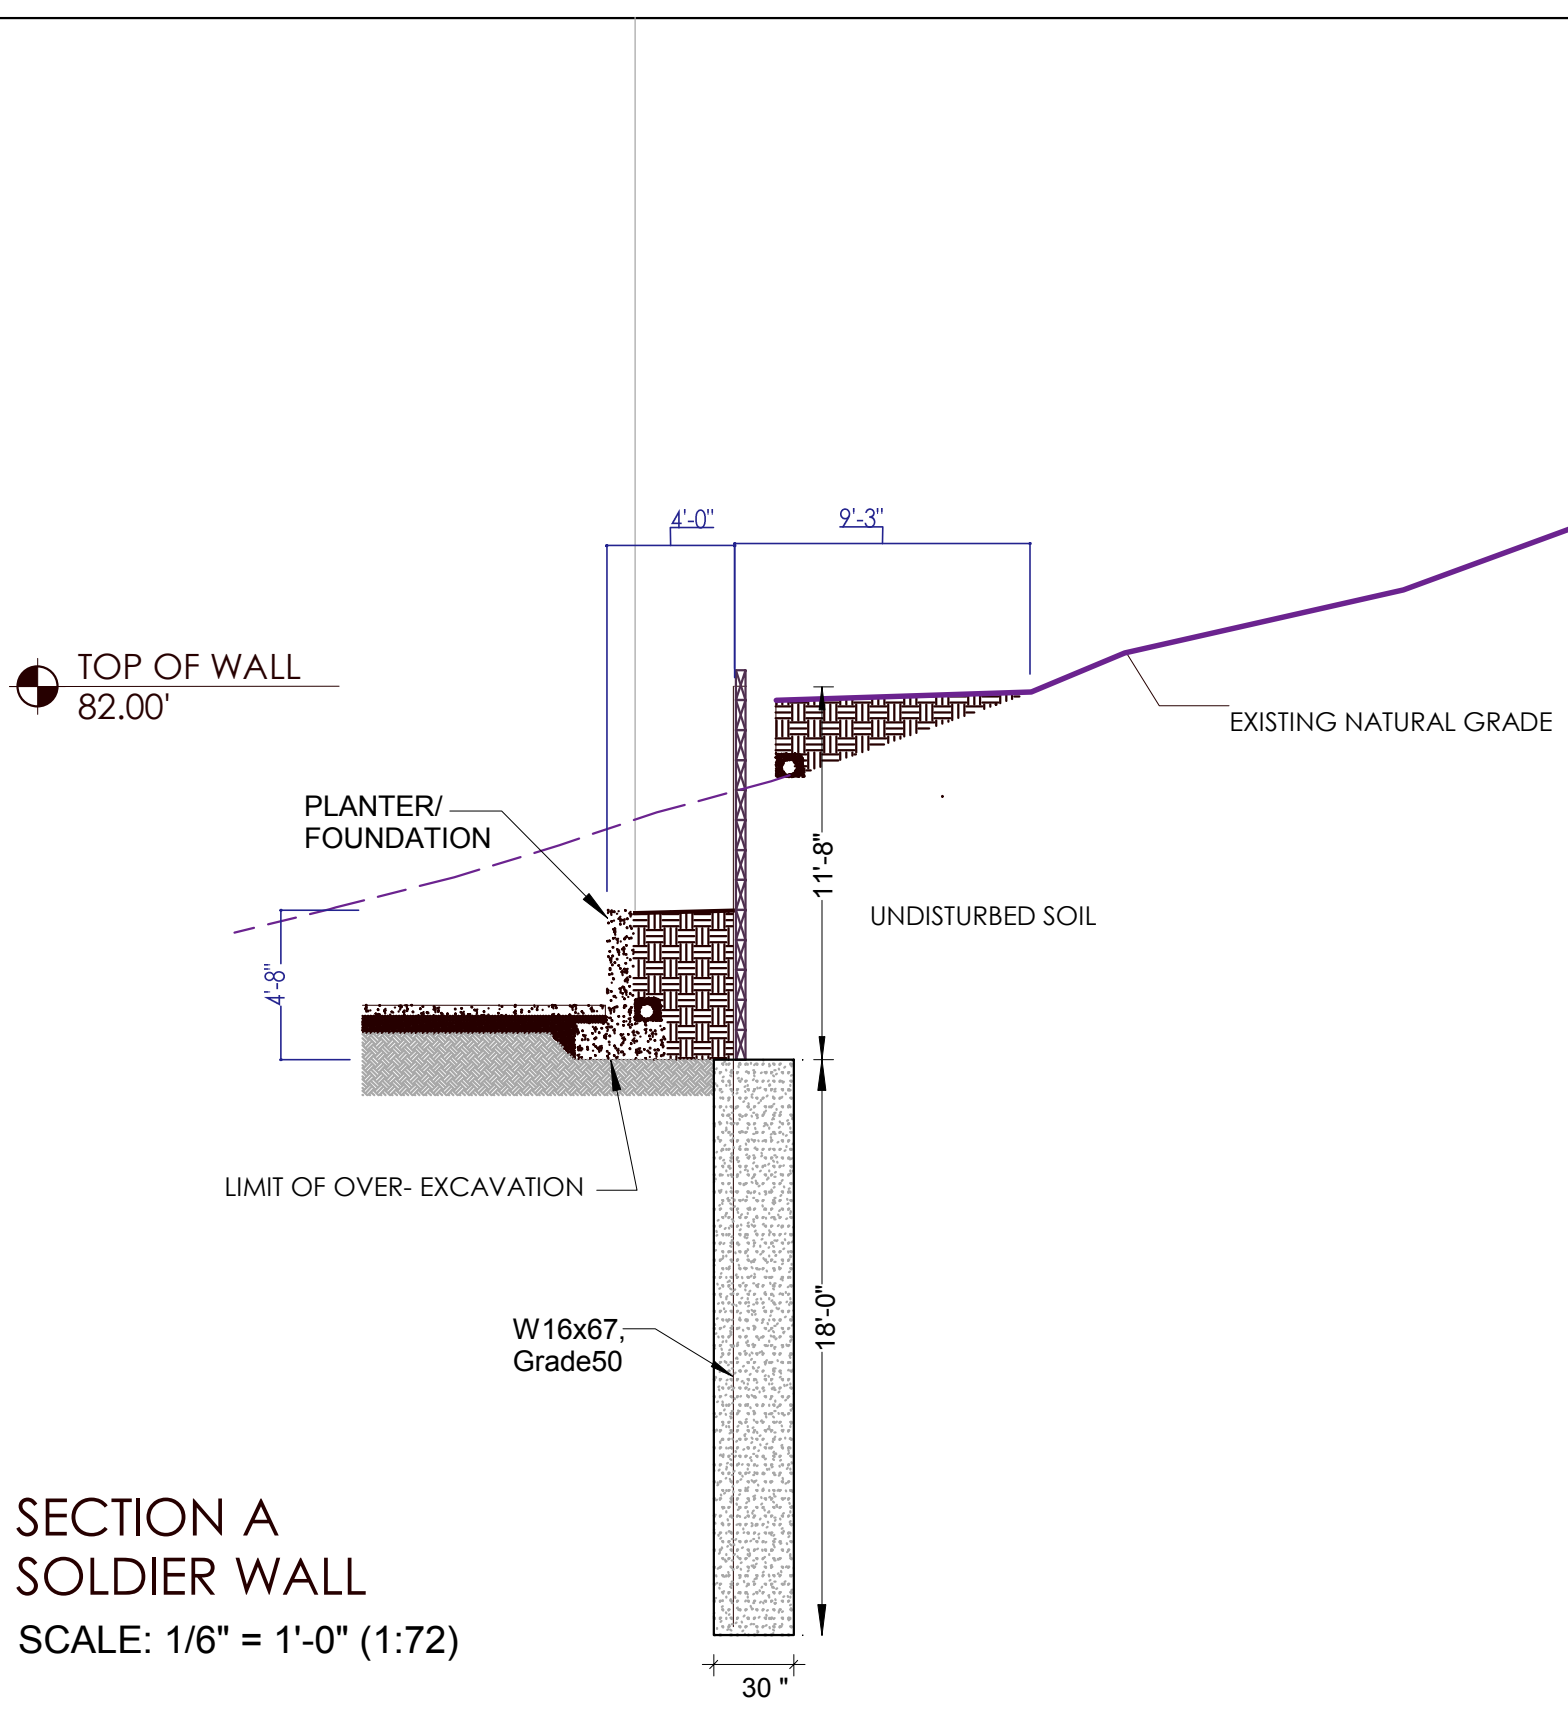 4'-0"
9'-3"
TOP OF WALL
82.00'
EXISTING NATURAL GRADE
PLANTER/
FOUNDATION
11'-8"
UNDISTURBED SOIL
4'-8"
LIMIT OF OVER- EXCAVATION
18'-0"
W16x67,
Grade50
SECTION A
SOLDIER WALL
SCALE: 1/6" = 1'-0" (1:72)
30 "